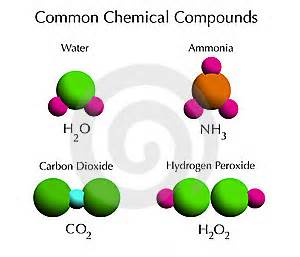 Common Chemical Compounds
Water
Ammonia
H₂O
NH₃
Carbon Dioxide
Hydrogen Peroxide
CO₂
H₂O₂